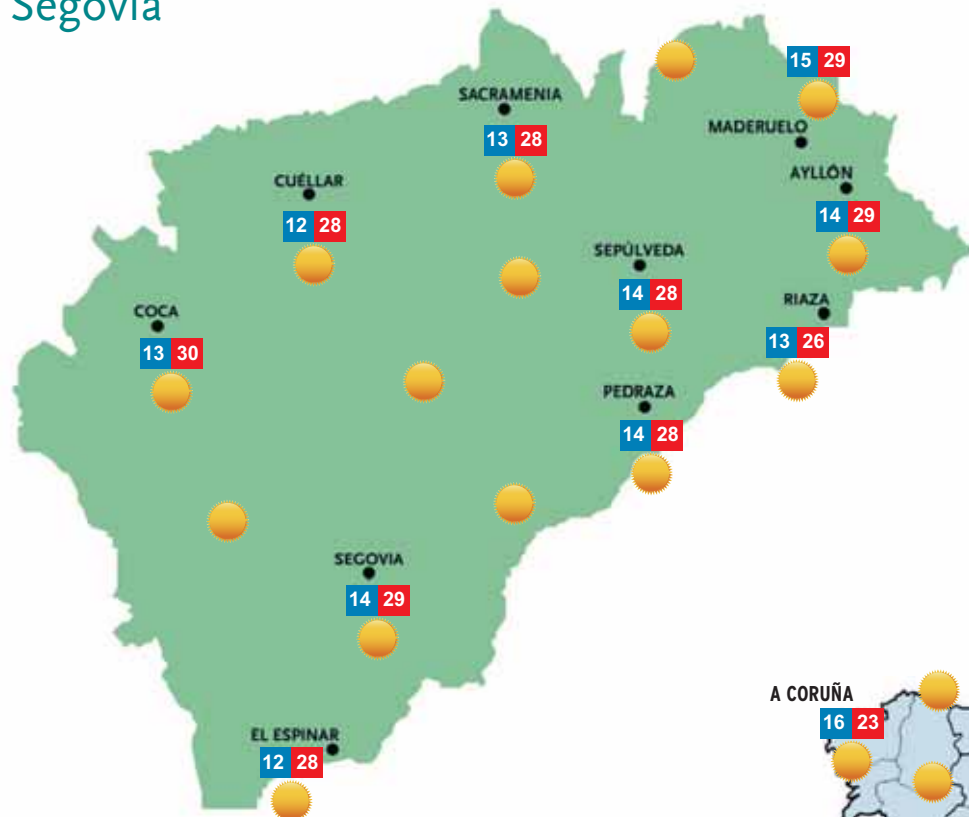 Segovia
15 29
SACRAMENIA
13 28
MADERUELO
AYLLÓN
14 29
CUÉLLAR
12 28
SEPÚLVEDA
14 28
COCA
13 30
RIAZA
13 26
PEDRAZA
14 28
SEGOVIA
14 29
A CORUÑA
16 23
EL ESPINAR
12 28